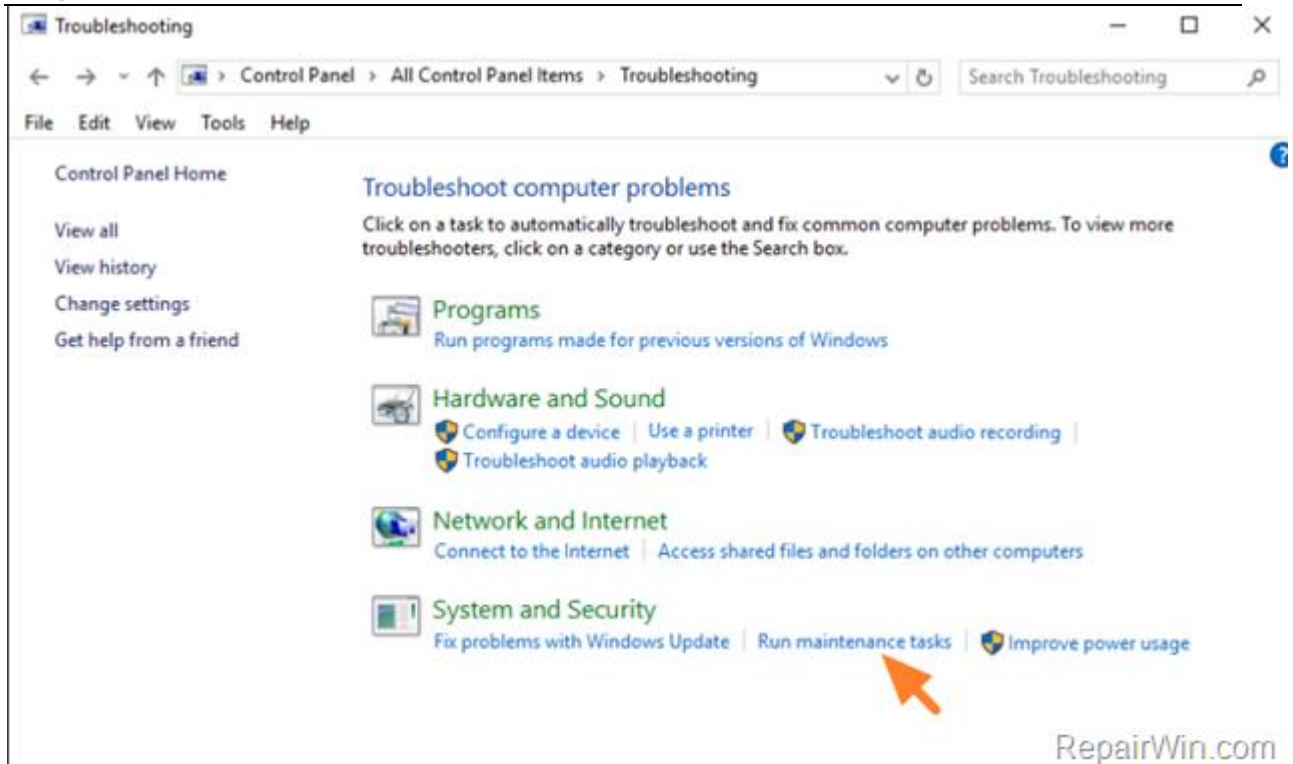 Troubleshooting
Control Panel > All Control Panel Items > Troubleshooting
Search Troubleshooting
File Edit View Tools Help
Control Panel Home
View all
View history
Change settings
Get help from a friend
Troubleshoot computer problems
Click on a task to automatically troubleshoot and fix common computer problems. To view more
troubleshooters, click on a category or use the Search box.
Programs
Run programs made for previous versions of Windows
Hardware and Sound
Configure a device | Use a printer | Troubleshoot audio recording |
Troubleshoot audio playback
Network and Internet
Connect to the Internet | Access shared files and folders on other computers
System and Security
Fix problems with Windows Update | Run maintenance tasks | Improve power usage
RepairWin.com